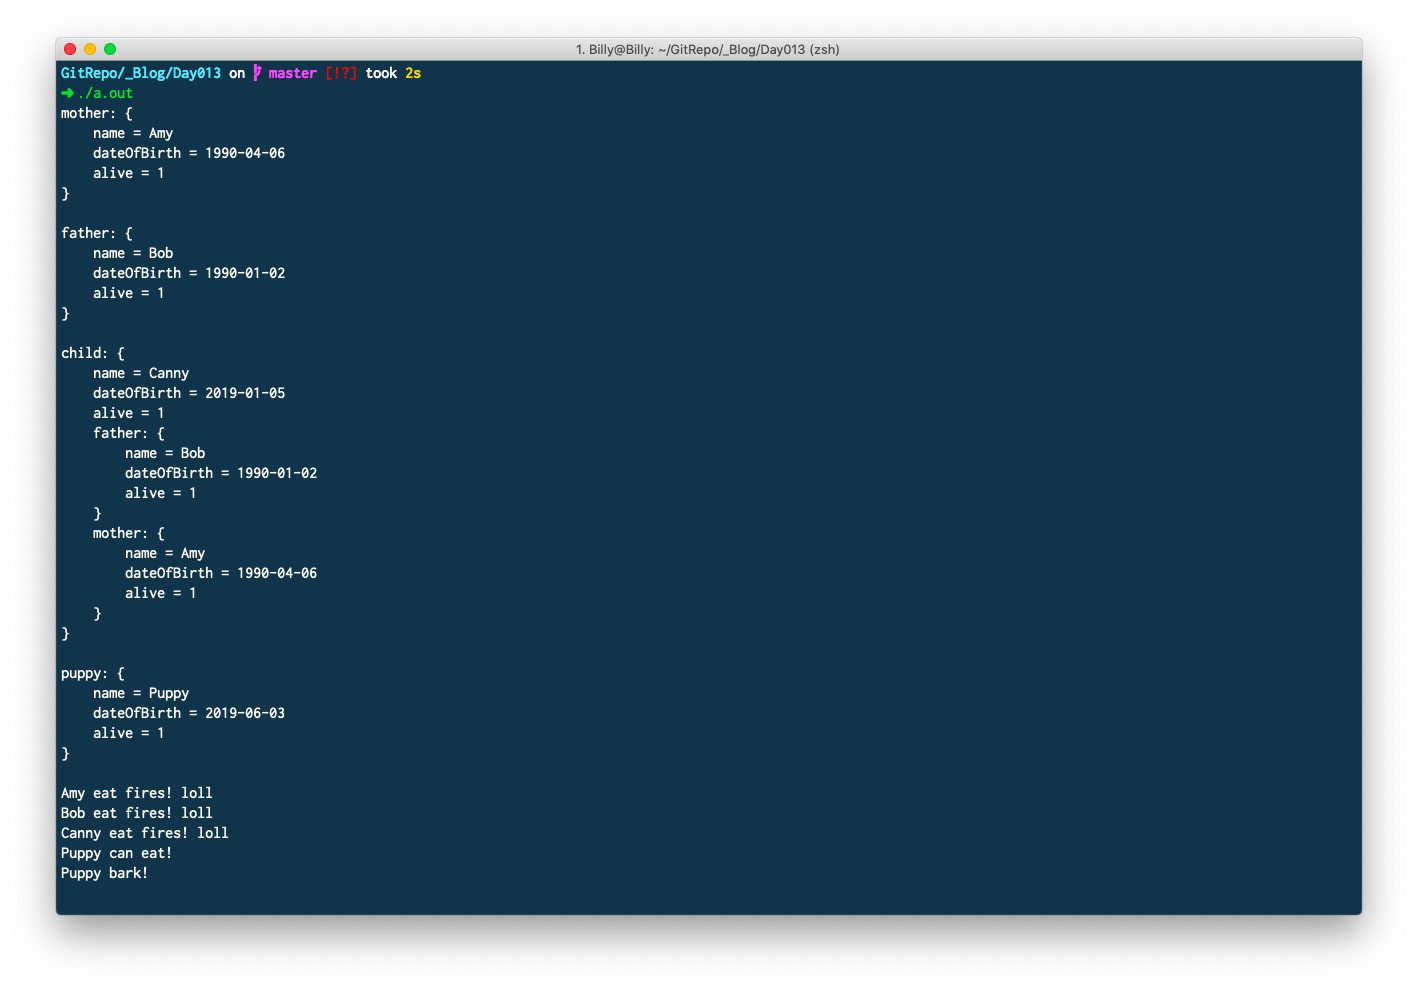 1. Billy@Billy: ~/GitRepo/_Blog/Day013 (zsh)
GitRepo/_Blog/Day013 on master [!?] took 2s
➜ ./a.out
mother: {
    name = Amy
    dateOfBirth = 1990-04-06
    alive = 1
}

father: {
    name = Bob
    dateOfBirth = 1990-01-02
    alive = 1
}

child: {
    name = Canny
    dateOfBirth = 2019-01-05
    alive = 1
    father: {
        name = Bob
        dateOfBirth = 1990-01-02
        alive = 1
    }
    mother: {
        name = Amy
        dateOfBirth = 1990-04-06
        alive = 1
    }
}

puppy: {
    name = Puppy
    dateOfBirth = 2019-06-03
    alive = 1
}

Amy eat fires! loll
Bob eat fires! loll
Canny eat fires! loll
Puppy can eat!
Puppy bark!